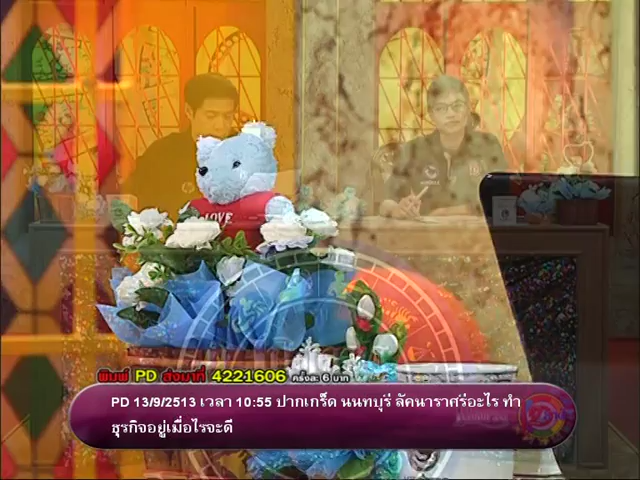 LOVE
พิมพ์ PD ส่งมาที่ 4221606 ครั้งละ 6 บาท
PD 13/9/2513 เวลา 10:55 ปากเกร็ด นนทบุรี ลัคนาราศรีอะไร ทำ
ธุรกิจอยู่เมื่อไรจะดี